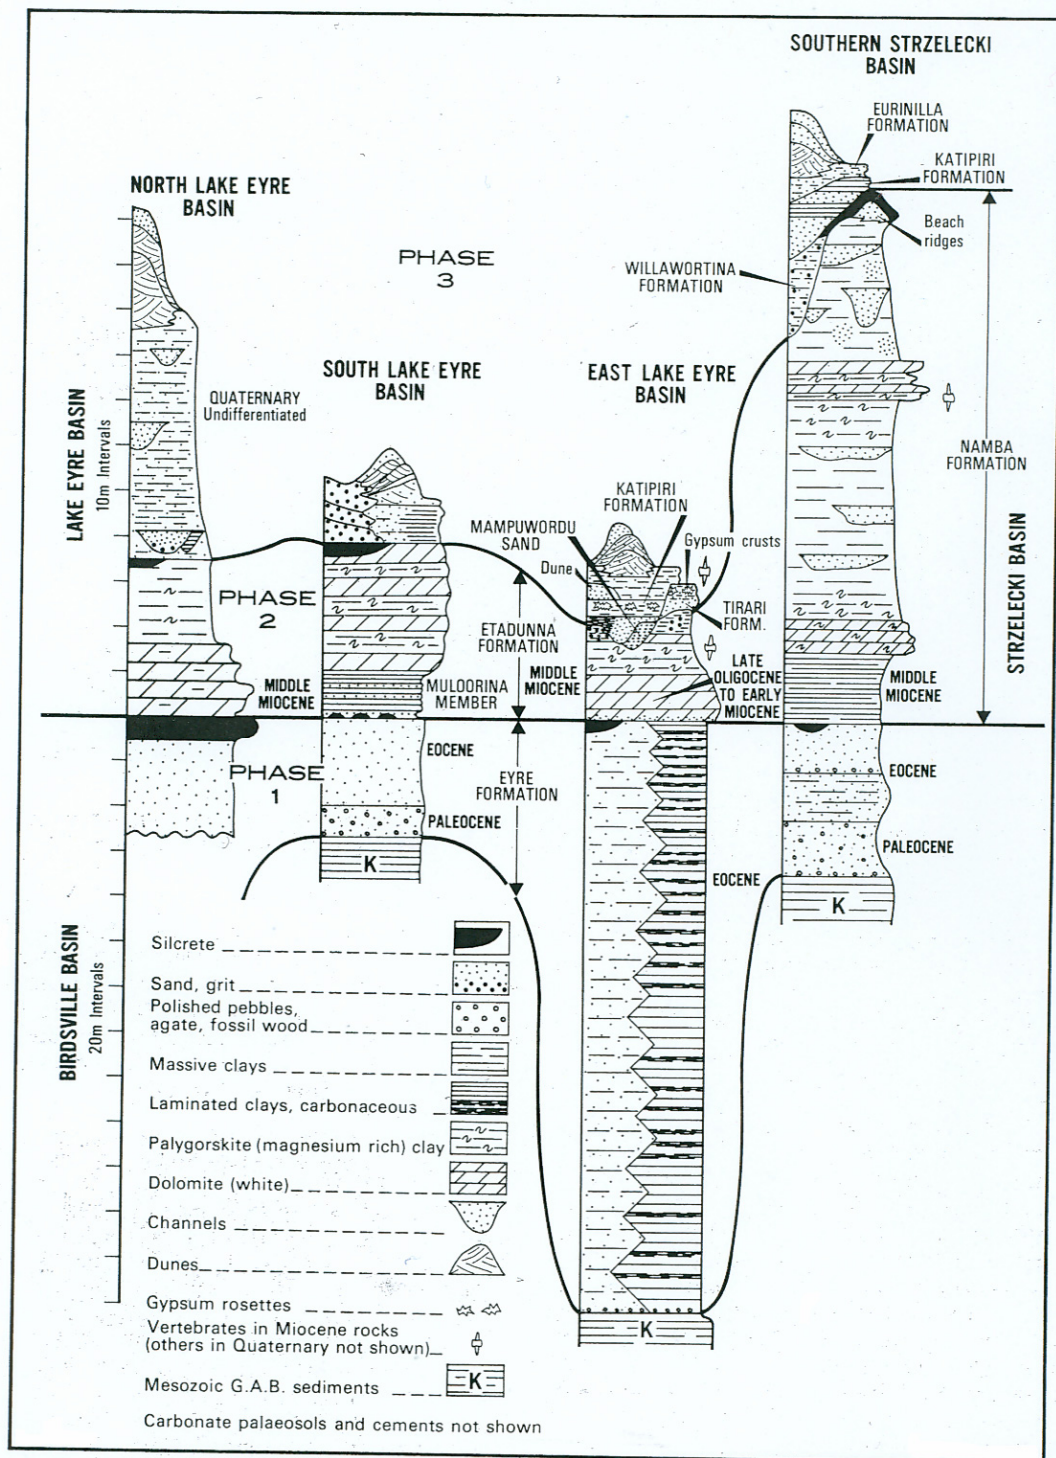 SOUTHERN STRZELECKI
BASIN
EURINILLA
FORMATION
KATIPIRI
FORMATION
NORTH LAKE EYRE
BASIN
Beach
ridges
PHASE
3
WILLAWORTINA
FORMATION
SOUTH LAKE EYRE
BASIN
EAST LAKE EYRE
BASIN
QUATERNARY
Undifferentiated
LAKE EYRE BASIN
10m Intervals
NAMBA
FORMATION
KATIPIRI
FORMATION
MAMPUWORDU
SAND
Gypsum crusts
Dune
STRZELECKI BASIN
PHASE
2
TIRARI
FORM.
ETADUNNA
FORMATION
MIDDLE
MIOCENE
MULOORINA
MEMBER
MIDDLE
MIOCENE
LATE
OLIGOCENE
TO EARLY
MIOCENE
MIDDLE
MIOCENE
PHASE
1
EOCENE
EYRE
FORMATION
EOCENE
PALEOCENE
PALEOCENE
K
EOCENE
K
BIRDSVILLE BASIN
20m Intervals
Silcrete
Sand, grit
Polished pebbles,
agate, fossil wood
Massive clays
Laminated clays, carbonaceous
Palygorskite (magnesium rich) clay
Dolomite (white)
Channels
Dunes
Gypsum rosettes
Vertebrates in Miocene rocks
(others in Quaternary not shown)
K
Mesozoic G.A.B. sediments
K
Carbonate palaeosols and cements not shown